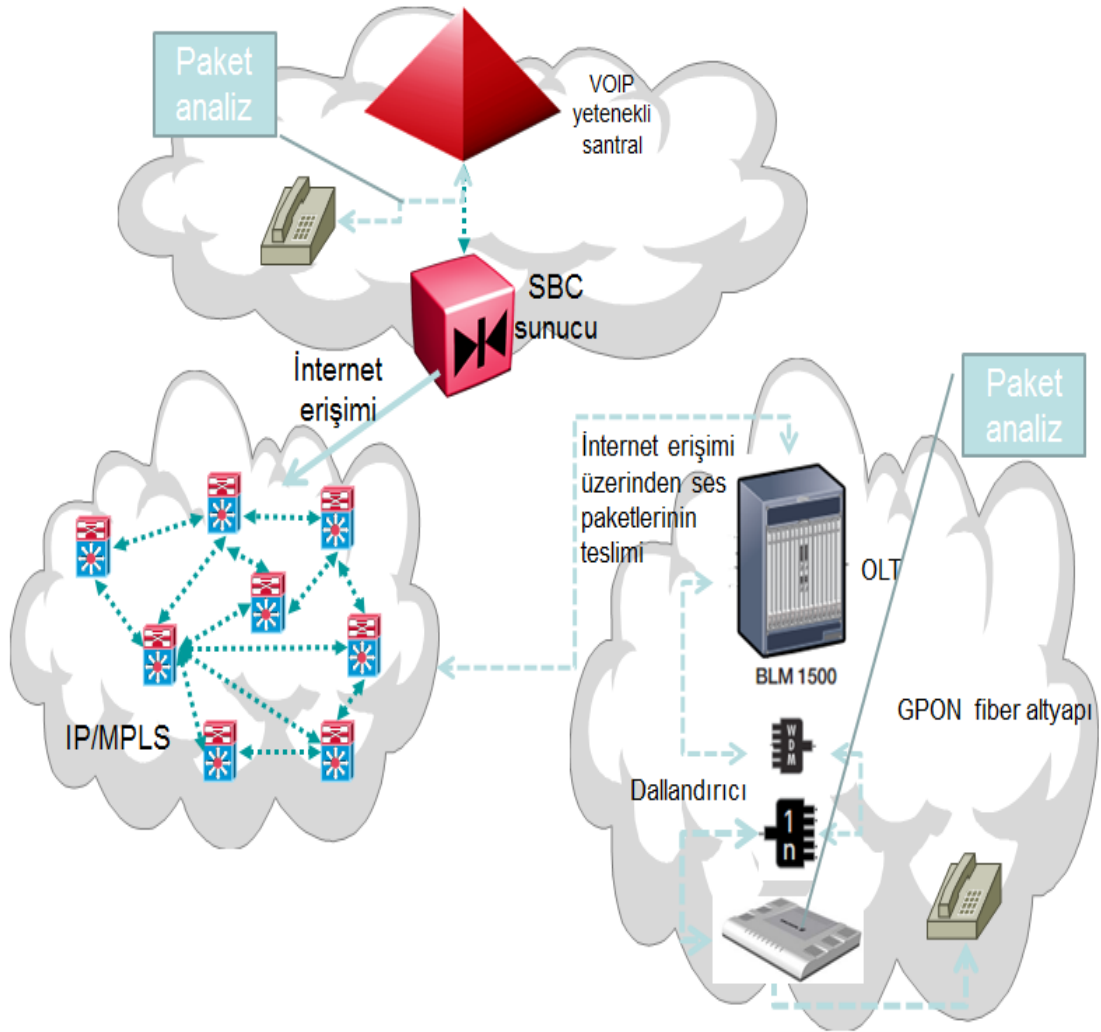 Paket
analiz
VOIP
yetenekli
santral
SBC
sunucu
İnternet
erişimi
IP/MPLS
Paket
analiz
İnternet erişimi
üzerinden ses
paketlerinin
teslimi
OLT
BLM 1500
GPON fiber altyapı
W
D
M
Dallandırıcı
1
n